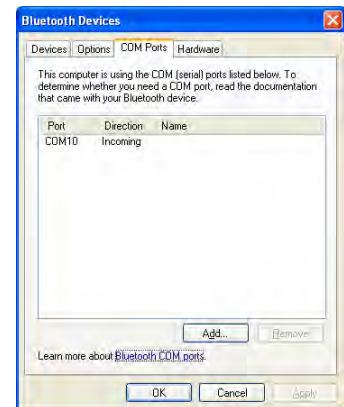 Bluetooth Devices
Devices Options COM Ports Hardware
This computer is using the COM (serial) ports listed below. To
determine whether you need a COM port, read the documentation
that came with your Bluetooth device.
Port Direction Name
COM10 Incoming
Add... Remove
Learn more about Bluetooth COM ports.
OK Cancel Apply